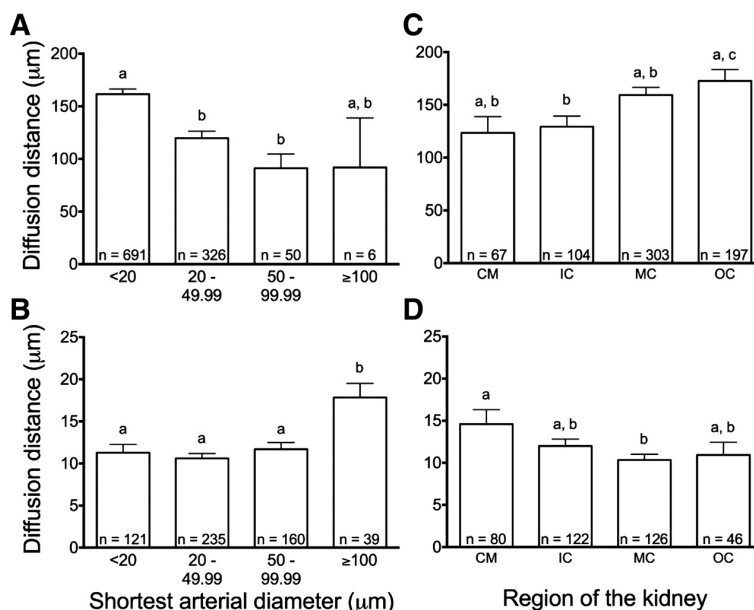 A
Diffusion distance (μm)
200
150
100
50
0
a
b
b
a, b
n = 691
n = 326
n = 50
n = 6
<20
20 -
49.99
50 -
99.99
≥100
C
200
150
100
50
0
a, b
b
a, b
a, c
n = 67
n = 104
n = 303
n = 197
CM
IC
MC
OC
B
Diffusion distance (μm)
25
20
15
10
5
0
a
a
a
b
n = 121
n = 235
n = 160
n = 39
<20
20 -
49.99
50 -
99.99
≥100
Shortest arterial diameter (μm)
D
25
20
15
10
5
0
a
a, b
b
a, b
n = 80
n = 122
n = 126
n = 46
CM
IC
MC
OC
Region of the kidney